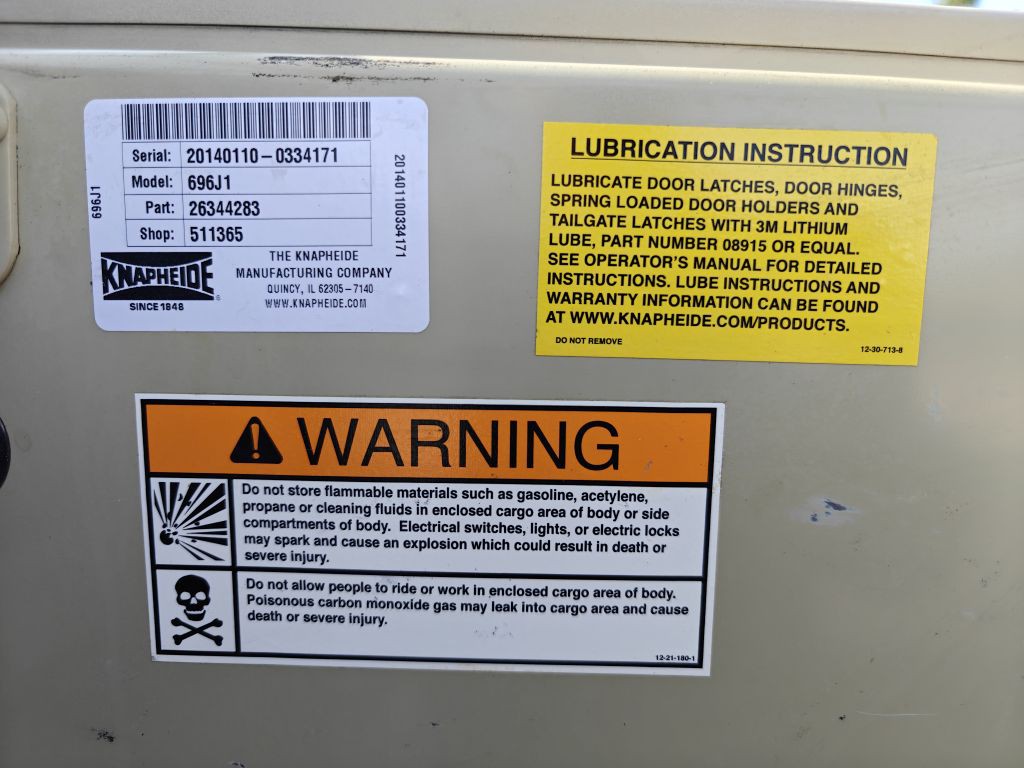 Serial: 20140110-0334171
Model: 696J1
Part: 26344283
Shop: 511365
696J1
201401100334171
KNAPHEIDE
SINCE 1848
THE KNAPHEIDE
MANUFACTURING COMPANY
QUINCY, IL 62305-7140
WWW.KNAPHEIDE.COM
LUBRICATION INSTRUCTION
LUBRICATE DOOR LATCHES, DOOR HINGES,
SPRING LOADED DOOR HOLDERS AND
TAILGATE LATCHES WITH 3M LITHIUM
LUBE, PART NUMBER 08915 OR EQUAL.
SEE OPERATOR'S MANUAL FOR DETAILED
INSTRUCTIONS. LUBE INSTRUCTIONS AND
WARRANTY INFORMATION CAN BE FOUND
AT WWW.KNAPHEIDE.COM/PRODUCTS.
DO NOT REMOVE
12-30-713-8
WARNING
Do not store flammable materials such as gasoline, acetylene,
propane or cleaning fluids in enclosed cargo area of body or side
compartments of body. Electrical switches, lights, or electric locks
may spark and cause an explosion which could result in death or
severe injury.
Do not allow people to ride or work in enclosed cargo area of body.
Poisonous carbon monoxide gas may leak into cargo area and cause
death or severe injury.
12-21-180-1